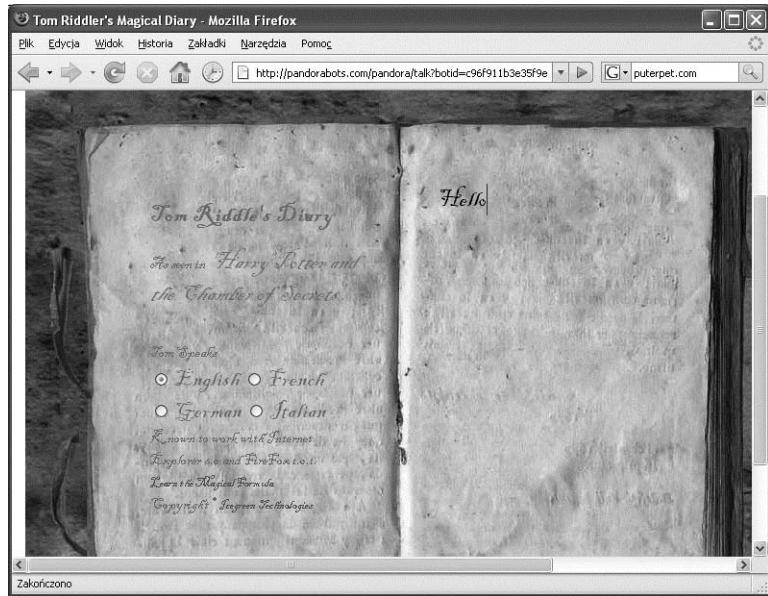 Tom Riddler's Magical Diary - Mozilla Firefox
Plik Edycja Widok Historia Zakładki Narzędzia Pomoc
http://pandorabots.com/pandora/talk?botid=c96f911b3e35f9e G puterpet.com
Hello
Tom Riddle's Diary
As seen in Harry Potter and
the Chamber of Secrets
Tom Speaks
English French
German Italian
Known to work with Internet
Explorer 6.0 and FireFox 1.0.1.
Learn the Magical Formula
Copyright © Icegreen Technologies
Zakończono